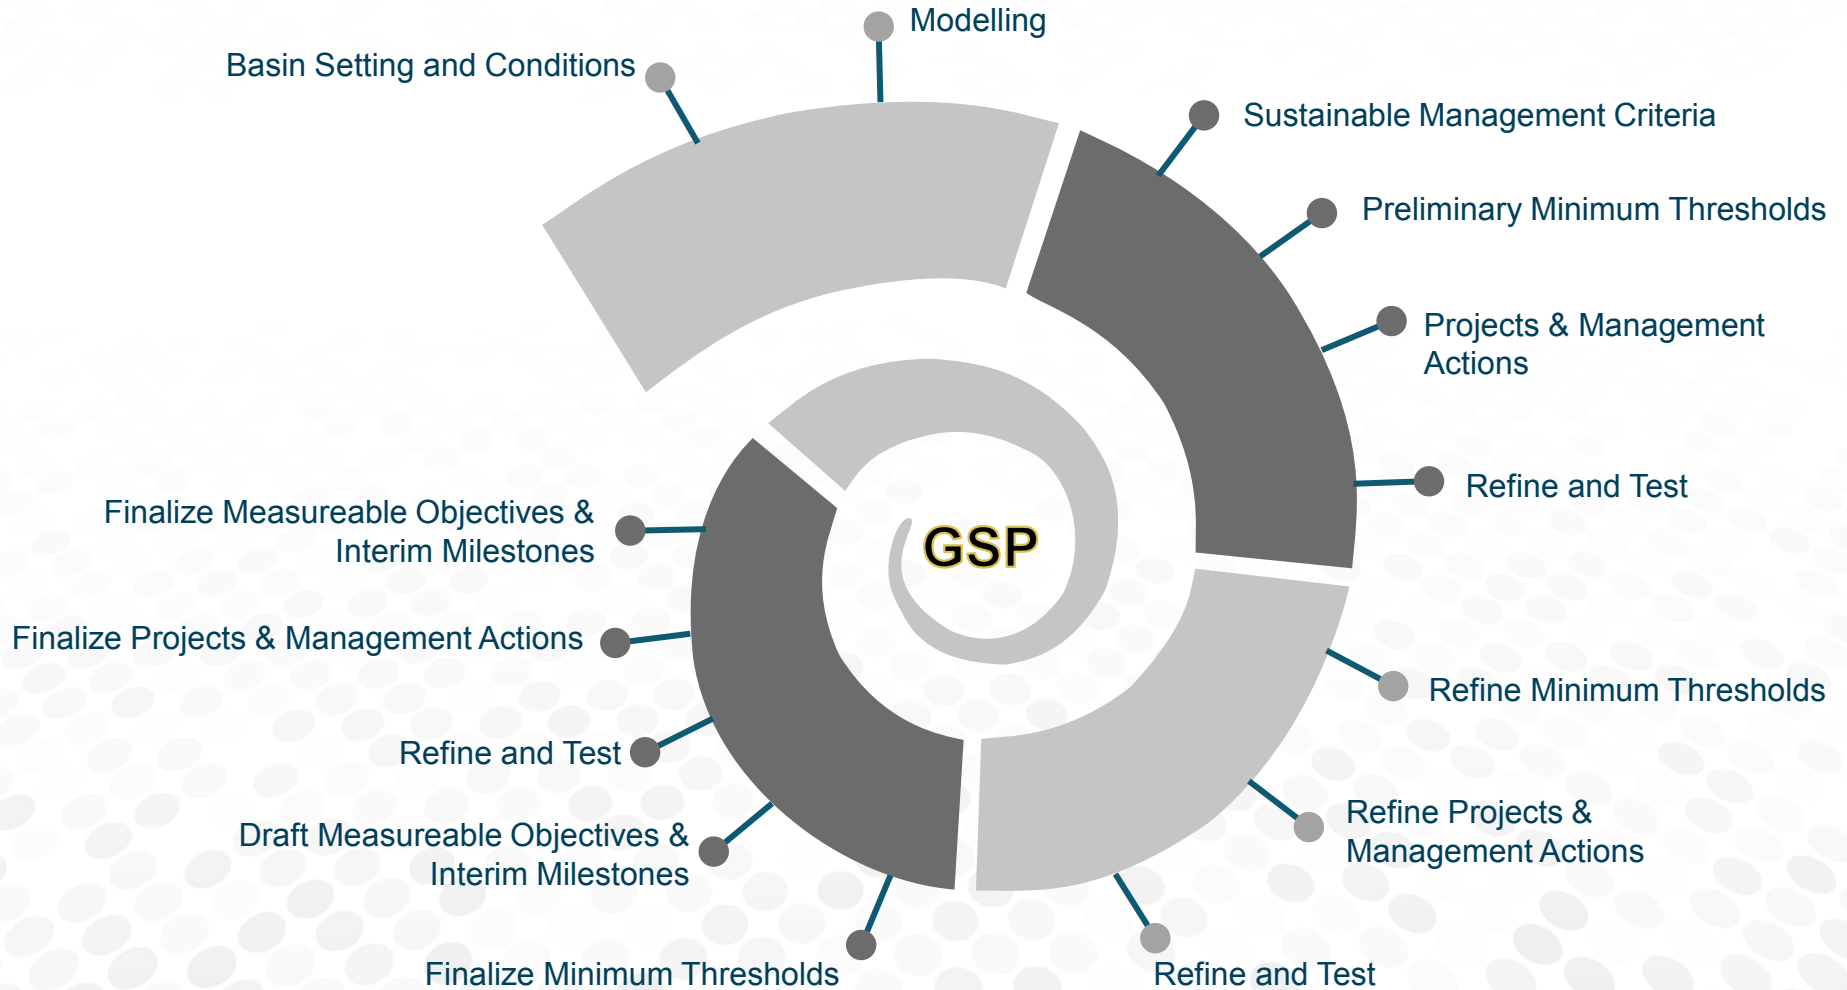 Modelling
Basin Setting and Conditions
Sustainable Management Criteria
Preliminary Minimum Thresholds
Projects & Management
Actions
Refine and Test
Refine Minimum Thresholds
Refine Projects &
Management Actions
Refine and Test
Finalize Minimum Thresholds
Draft Measureable Objectives &
Interim Milestones
Refine and Test
Finalize Projects & Management Actions
Finalize Measureable Objectives &
Interim Milestones
GSP